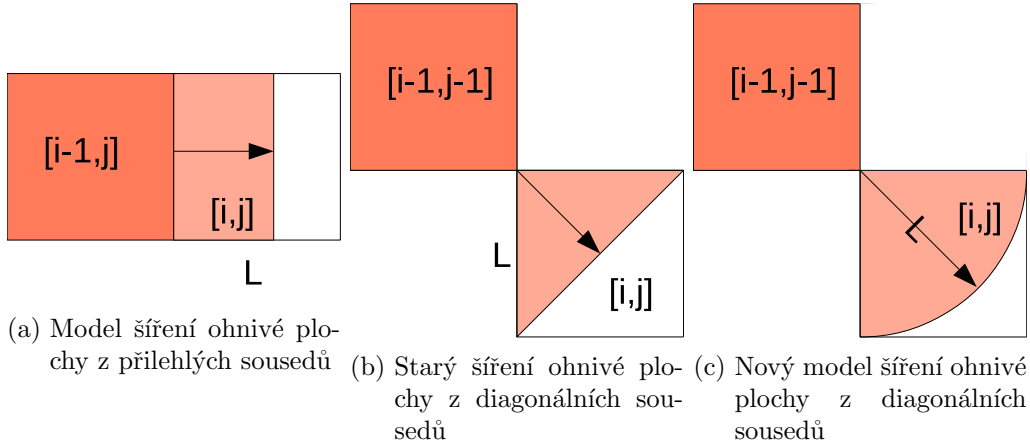 [i-1,j]
[i,j]
L
(a) Model šíření ohnivé plo-
chy z přilehlých sousedů
[i-1,j-1]
L
[i,j]
(b) Starý šíření ohnivé plo-
chy z diagonálních sou-
sedů
[i-1,j-1]
L
[i,j]
(c) Nový model šíření ohnivé
plochy z diagonálních
sousedů